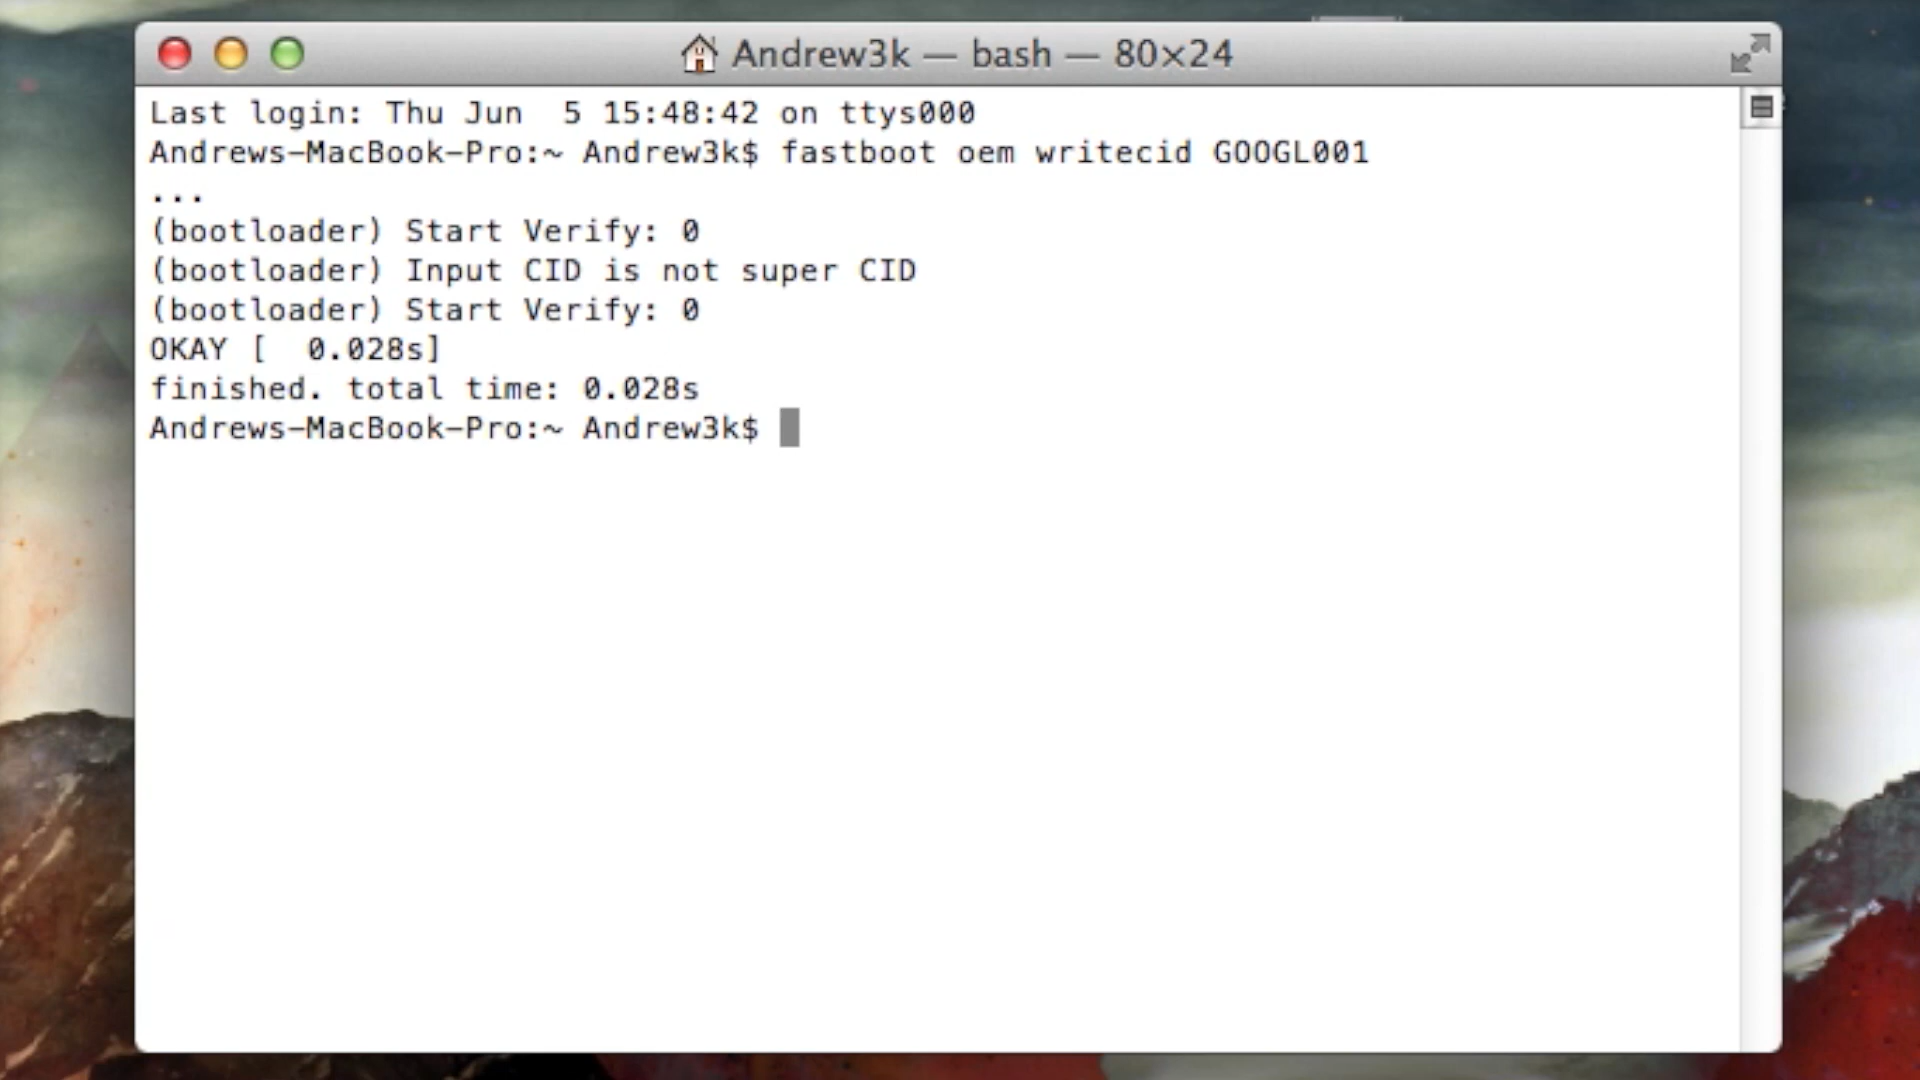 Andrew3k — bash — 80×24
Last login: Thu Jun  5 15:48:42 on ttys000
Andrews-MacBook-Pro:~ Andrew3k$ fastboot oem writecid GOOGL001
...
(bootloader) Start Verify: 0
(bootloader) Input CID is not super CID
(bootloader) Start Verify: 0
OKAY [  0.028s]
finished. total time: 0.028s
Andrews-MacBook-Pro:~ Andrew3k$